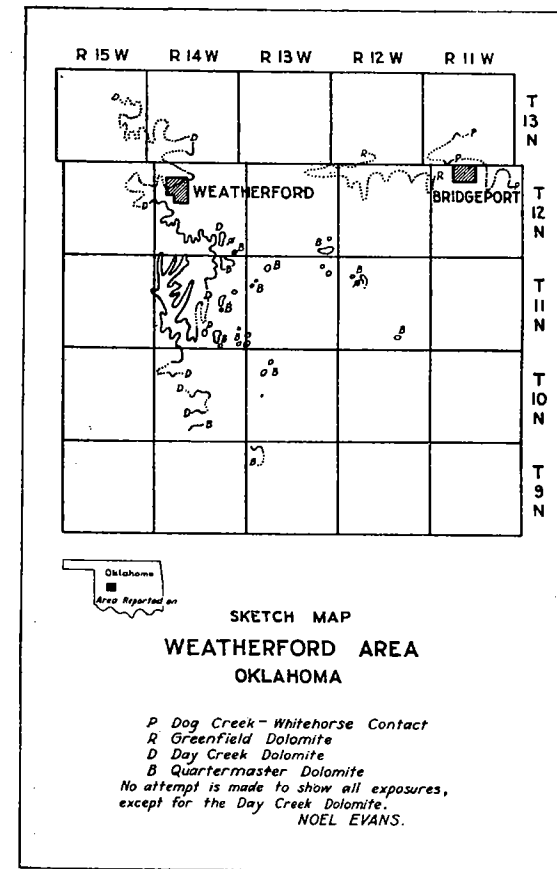 R 15 W R 14 W R 13 W R 12 W R 11 W
T 13 N
D
D
P
R
P
D
WEATHERFORD
R
BRIDGEPORT
P
T 12 N
D
B
B
B
D
B
B
B
T 11 N
D
B
P
B
B
B
D
B
T 10 N
D
B
B
T 9 N
Oklahoma
Area Reported on
SKETCH MAP
WEATHERFORD AREA
OKLAHOMA
P Dog Creek - Whitehorse Contact
R Greenfield Dolomite
D Day Creek Dolomite
B Quartermaster Dolomite
No attempt is made to show all exposures,
except for the Day Creek Dolomite.
NOEL EVANS.